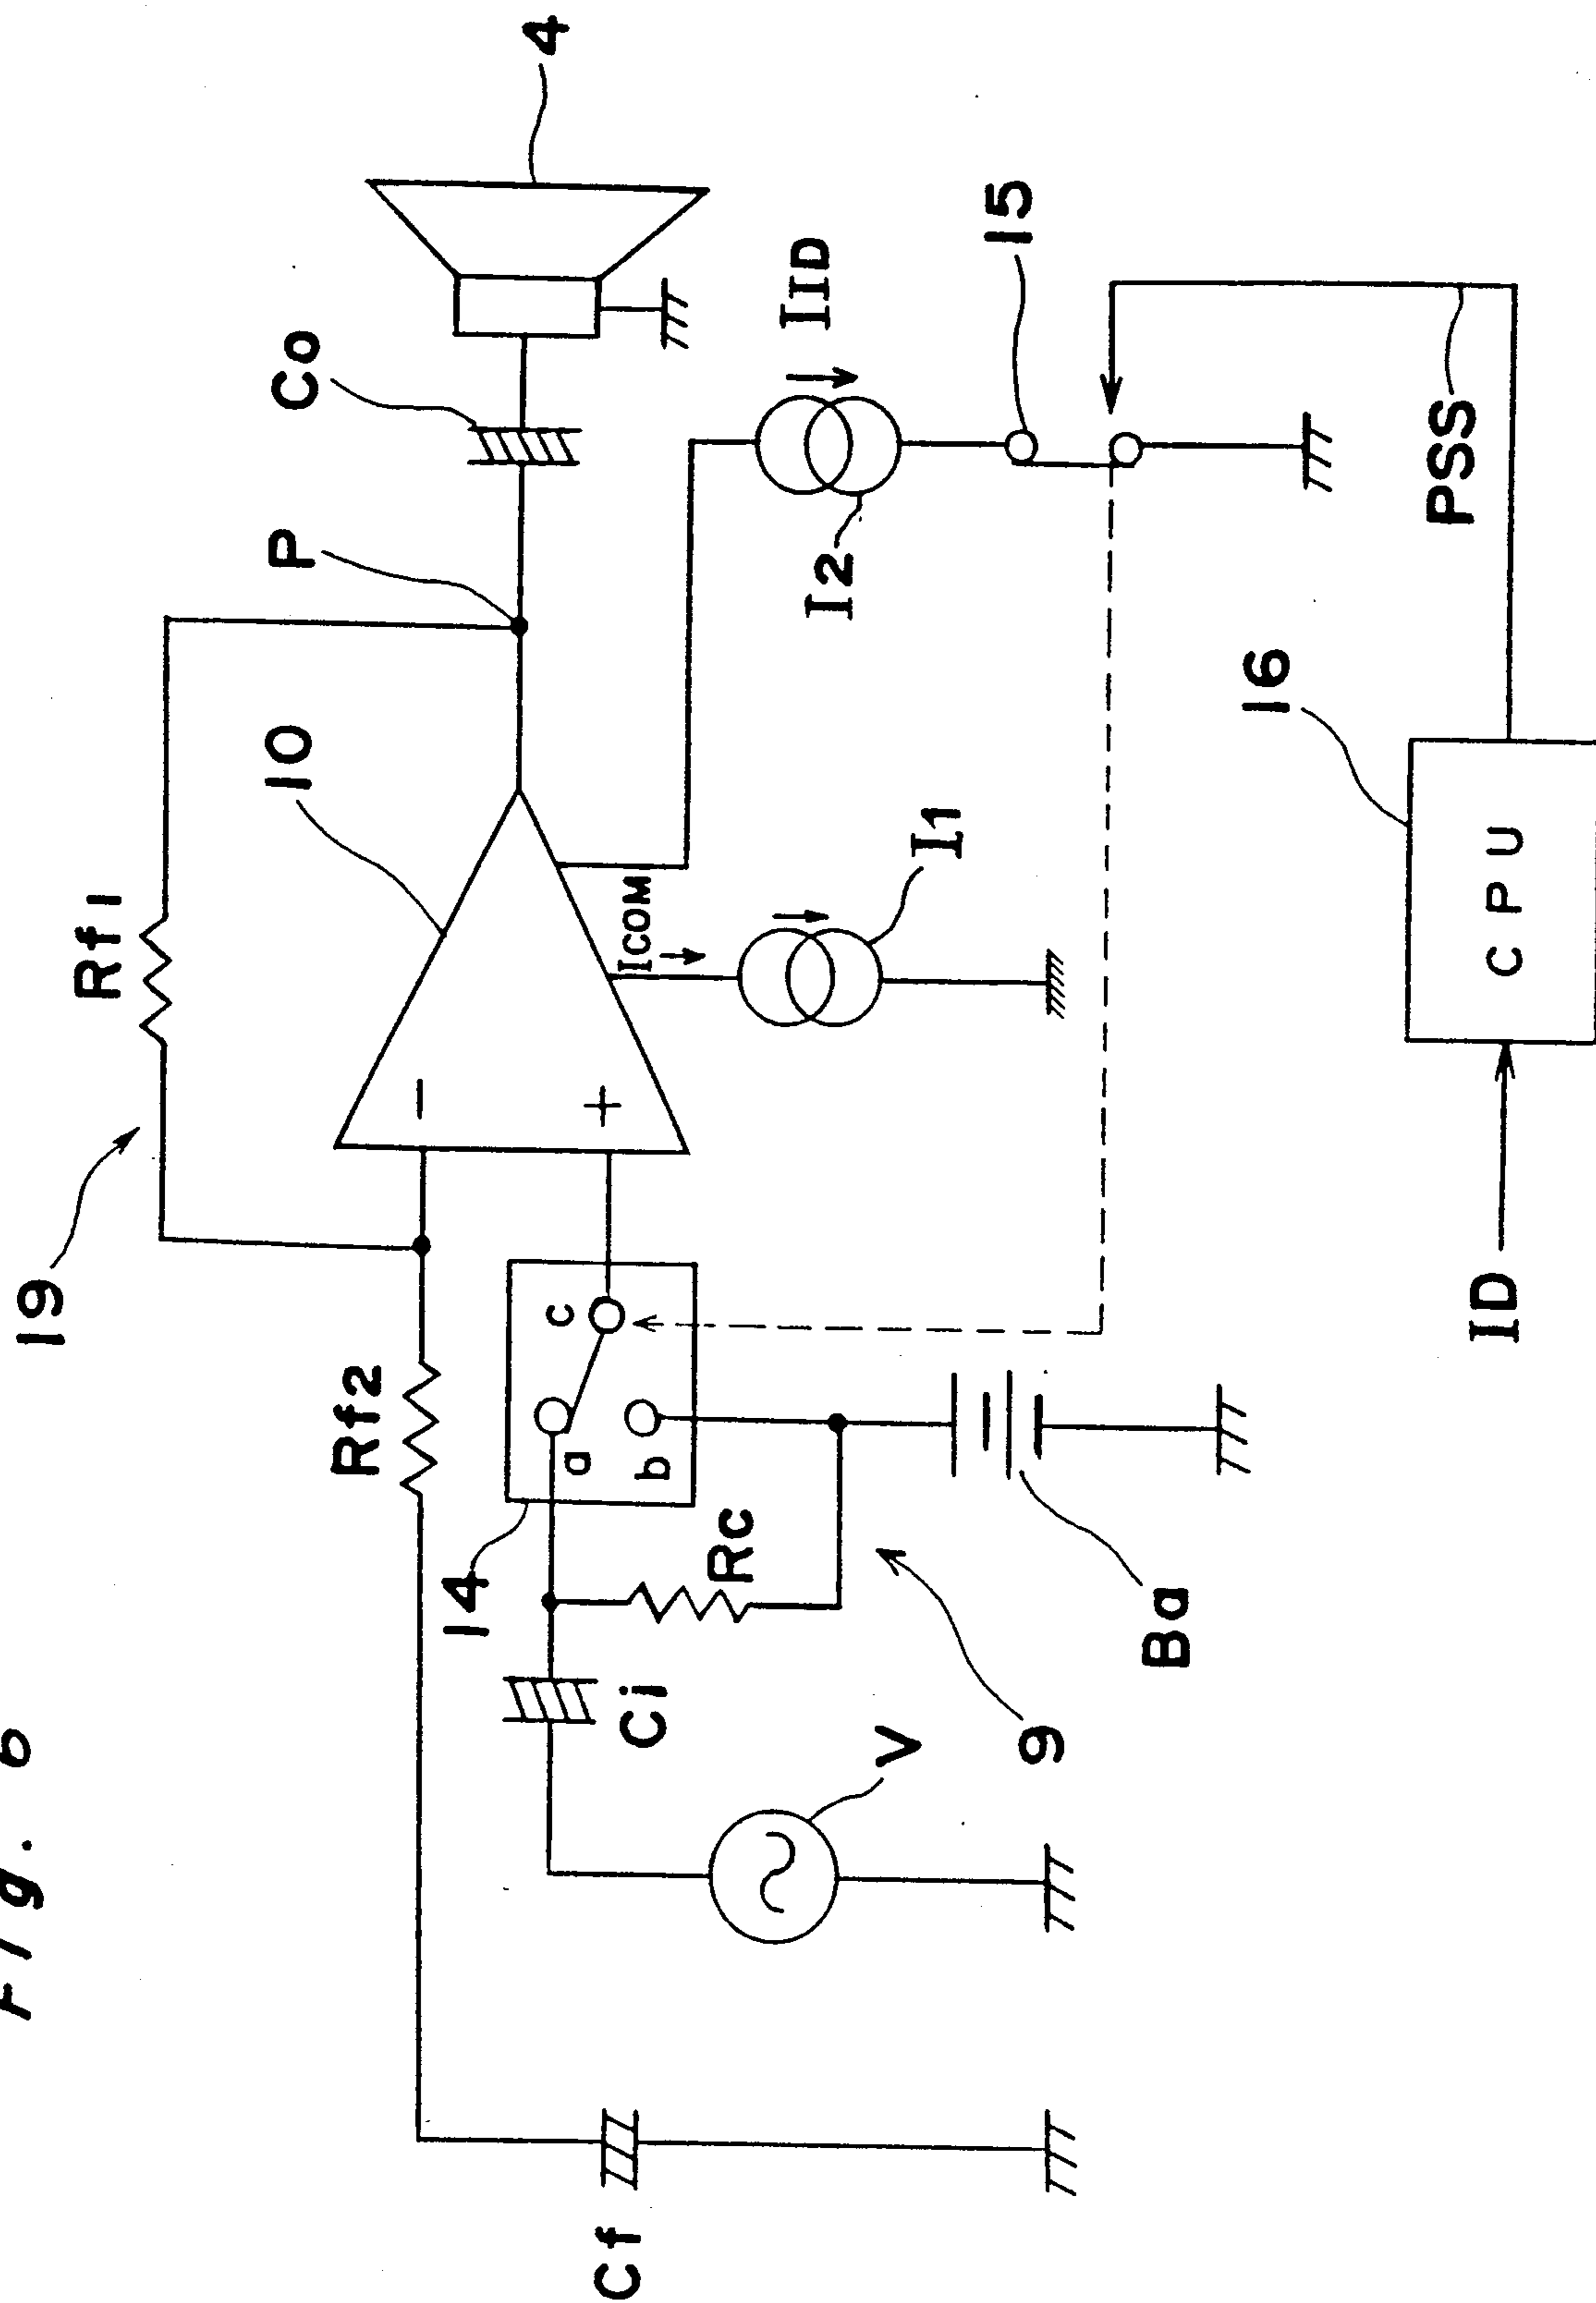 Fig. 6
19
Rf1
Rf2
10
P
Co
4
−
Cf
Ci
14
a
c
b
+
ICOM
Rc
V
I1
I2
IID
9
Ba
15
16
PSS
ID
CPU